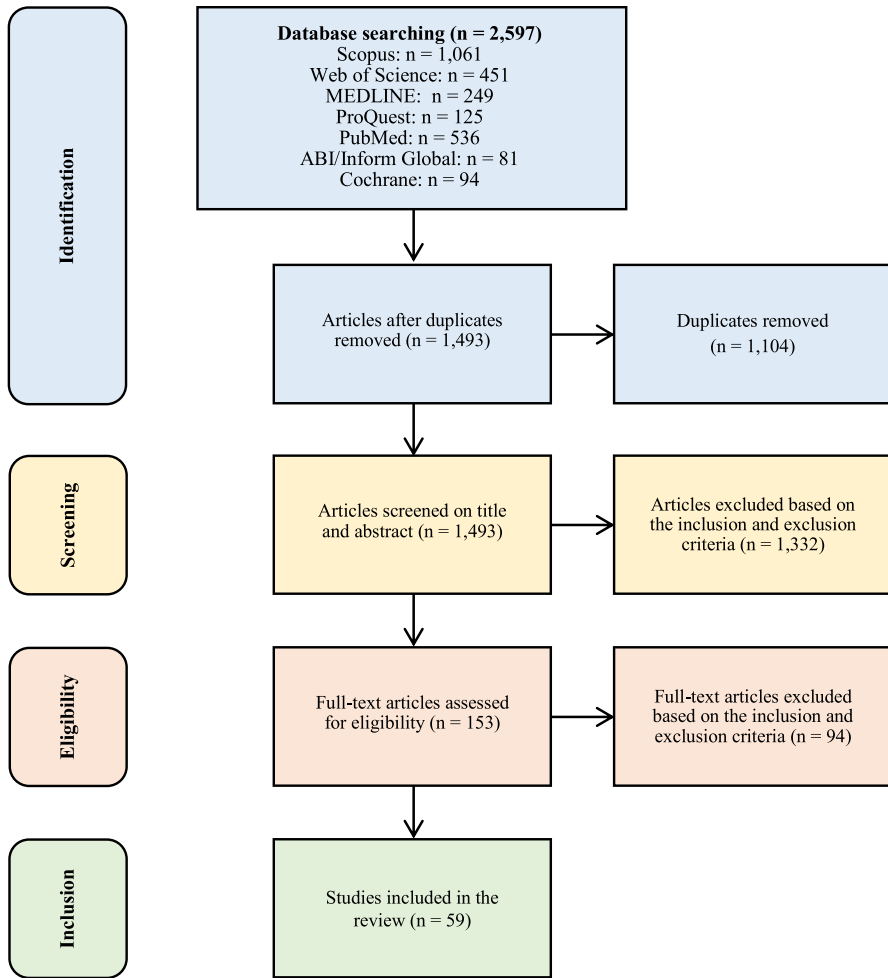 Identification
Database searching (n = 2,597)
Scopus: n = 1,061
Web of Science: n = 451
MEDLINE:  n = 249
ProQuest: n = 125
PubMed: n = 536
ABI/Inform Global: n = 81
Cochrane: n = 94
Articles after duplicates
removed (n = 1,493)
Duplicates removed
(n = 1,104)
Screening
Articles screened on title
and abstract (n = 1,493)
Articles excluded based on
the inclusion and exclusion
criteria (n = 1,332)
Eligibility
Full-text articles assessed
for eligibility (n = 153)
Full-text articles excluded
based on the inclusion and
exclusion criteria (n = 94)
Inclusion
Studies included in the
review (n = 59)